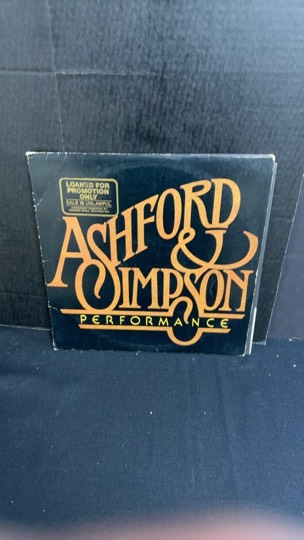 LOANED FOR
PROMOTION
ONLY
SALE IS UNLAWFUL
ASHFORD
&
SIMPSON
PERFORMANCE